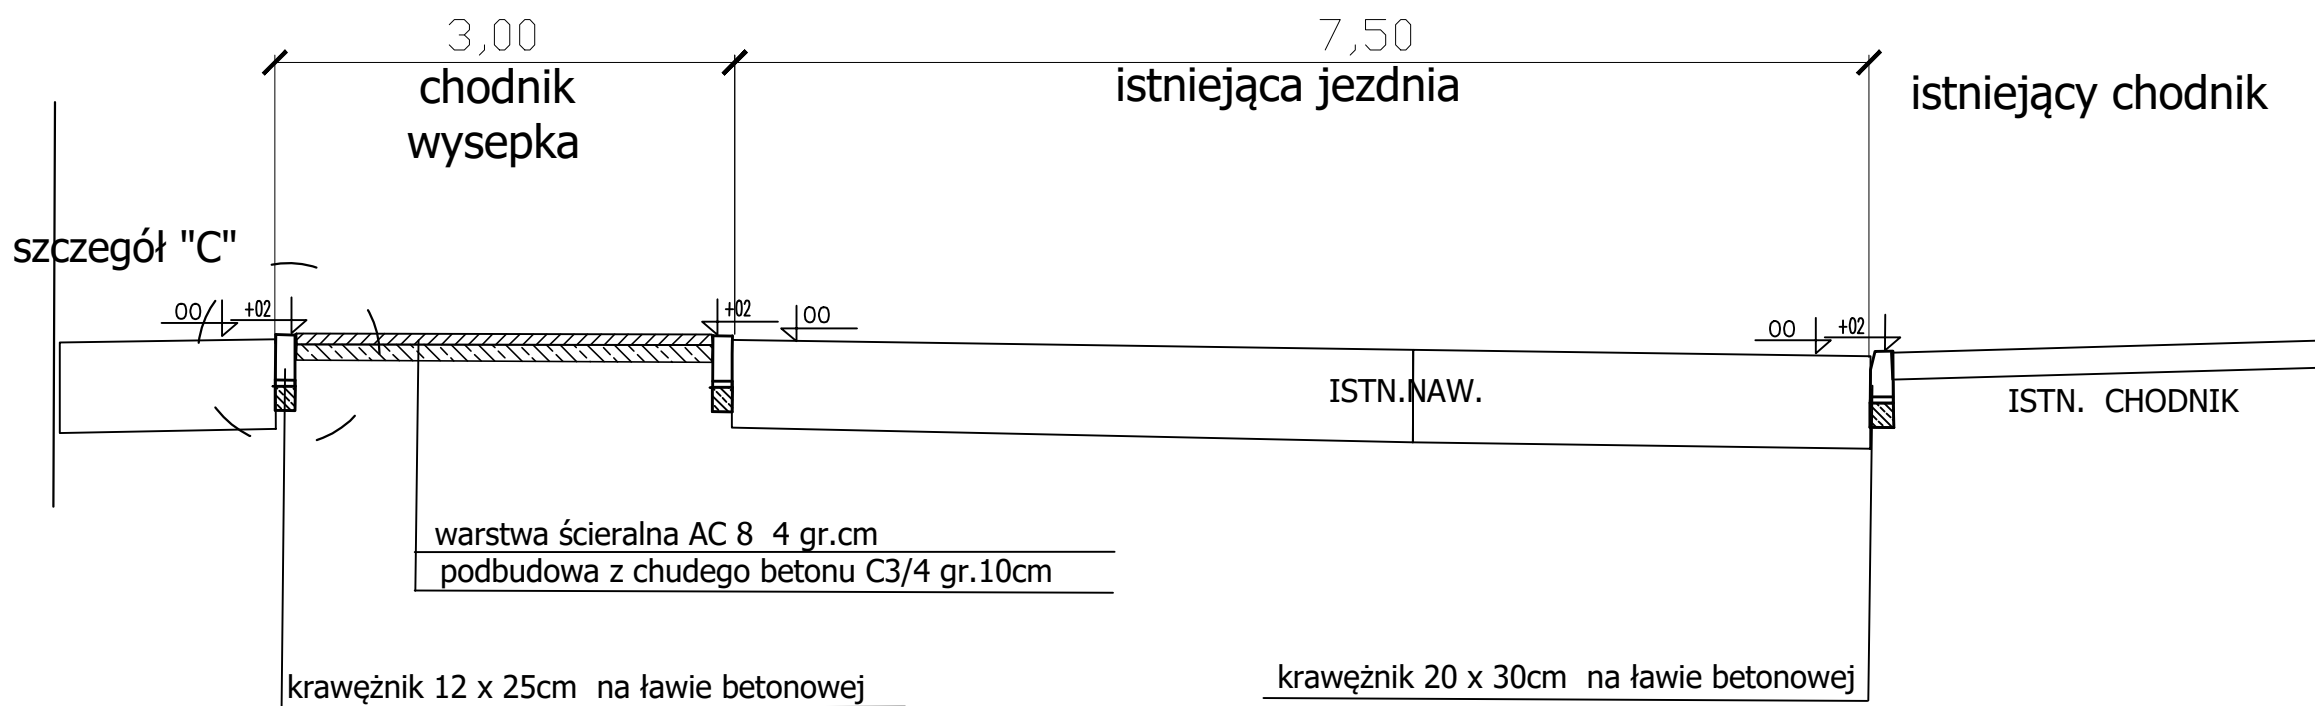 3,00
7,50
chodnik
wysepka
istniejąca jezdnia
istniejący chodnik
szczegół "C"
00
+02
+02
00
00
+02
ISTN.NAW.
ISTN. CHODNIK
warstwa ścieralna AC 8 4 gr.cm
podbudowa z chudego betonu C3/4 gr.10cm
krawężnik 12 x 25cm na ławie betonowej
krawężnik 20 x 30cm na ławie betonowej